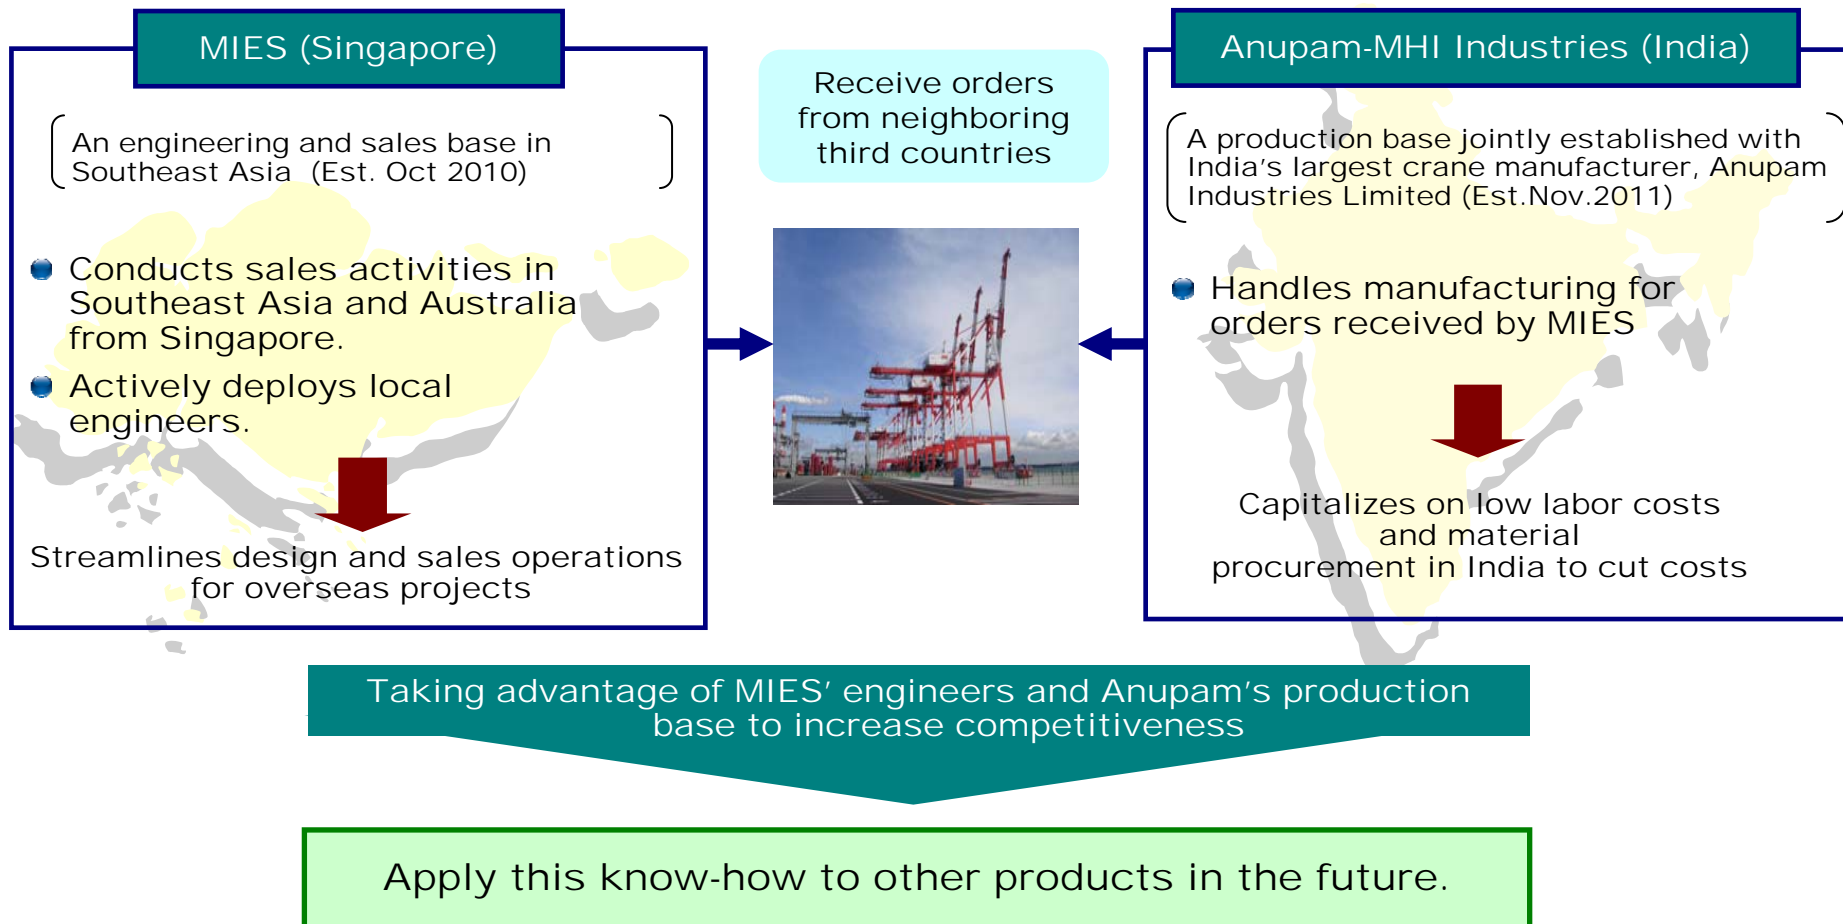 MIES (Singapore)
An engineering and sales base in
Southeast Asia  (Est. Oct 2010)
Conducts sales activities in
Southeast Asia and Australia
from Singapore.
Actively deploys local
engineers.
Streamlines design and sales operations
for overseas projects
Receive orders
from neighboring
third countries
Anupam-MHI Industries (India)
A production base jointly established with
India's largest crane manufacturer, Anupam
Industries Limited (Est.Nov.2011)
Handles manufacturing for
orders received by MIES
Capitalizes on low labor costs
and material
procurement in India to cut costs
Taking advantage of MIES' engineers and Anupam's production
base to increase competitiveness
Apply this know-how to other products in the future.